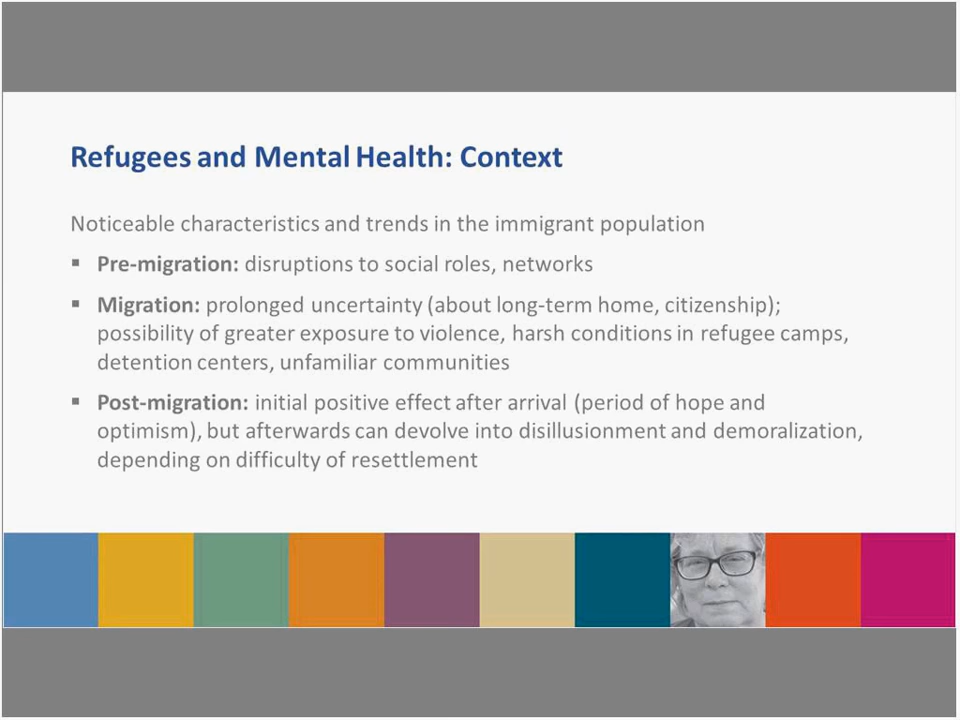 Refugees and Mental Health: Context
Noticeable characteristics and trends in the immigrant population
▪ Pre-migration: disruptions to social roles, networks
▪ Migration: prolonged uncertainty (about long-term home, citizenship);
possibility of greater exposure to violence, harsh conditions in refugee camps,
detention centers, unfamiliar communities
▪ Post-migration: initial positive effect after arrival (period of hope and
optimism), but afterwards can devolve into disillusionment and demoralization,
depending on difficulty of resettlement